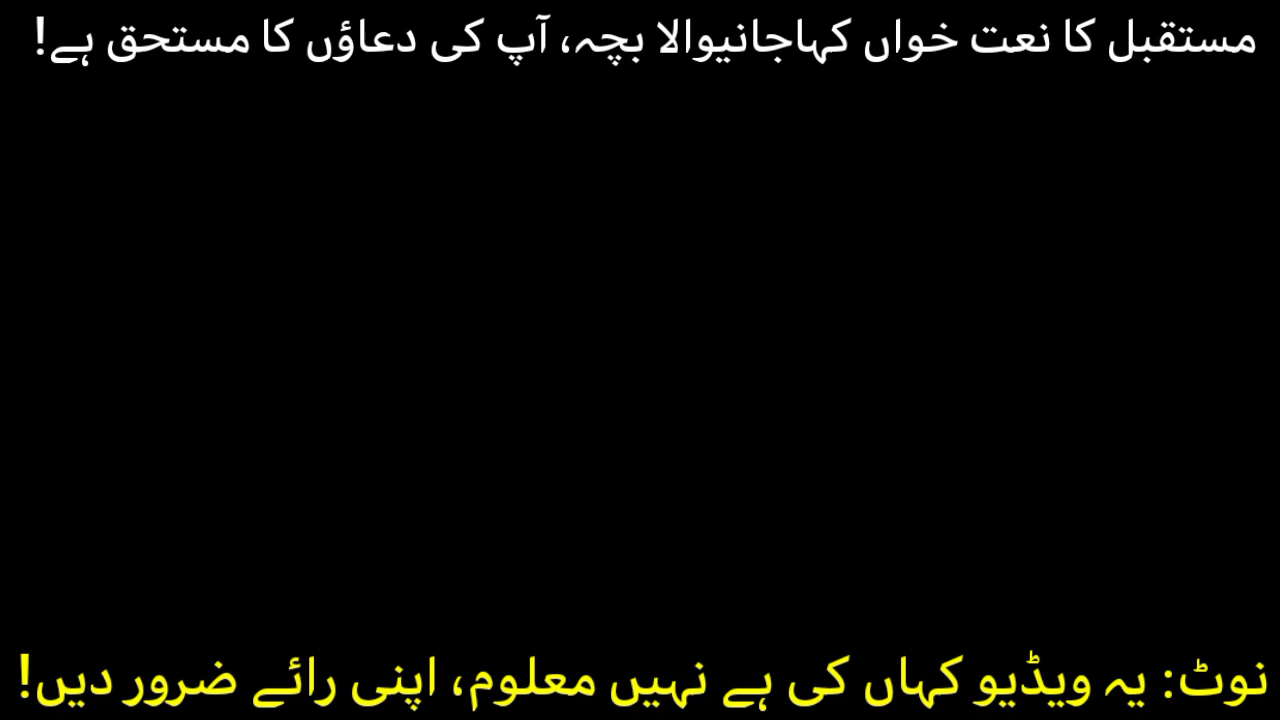 مستقبل کا نعت خواں کہاجانیوالا بچہ، آپ کی دعاؤں کا مستحق ہے!
نوٹ: یہ ویڈیو کہاں کی ہے نہیں معلوم، اپنی رائے ضرور دیں!